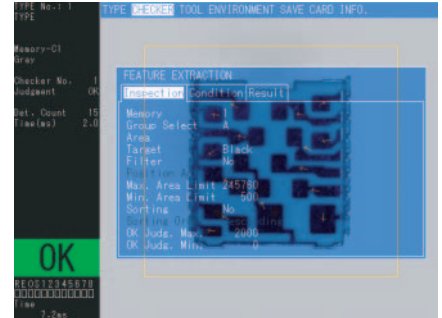 TYPE No.: 1
TYPE
TYPE CHECKER TOOL ENVIRONMENT SAVE CARD INFO.
Memory-C1
Gray
Checker No. 1
Judgment OK
Det. Count 15
Time(ms) 2.0
FEATURE EXTRACTION
Inspection Condition Result
Memory 1
Group Select A
Area
Target Black
Filter No
Max. Area Limit 245760
Min. Area Limit 500
Sorting No
OK Judg. Max. 2000
OK Judg. Min. 0
OK
REOS12345678
Time
7.2ms